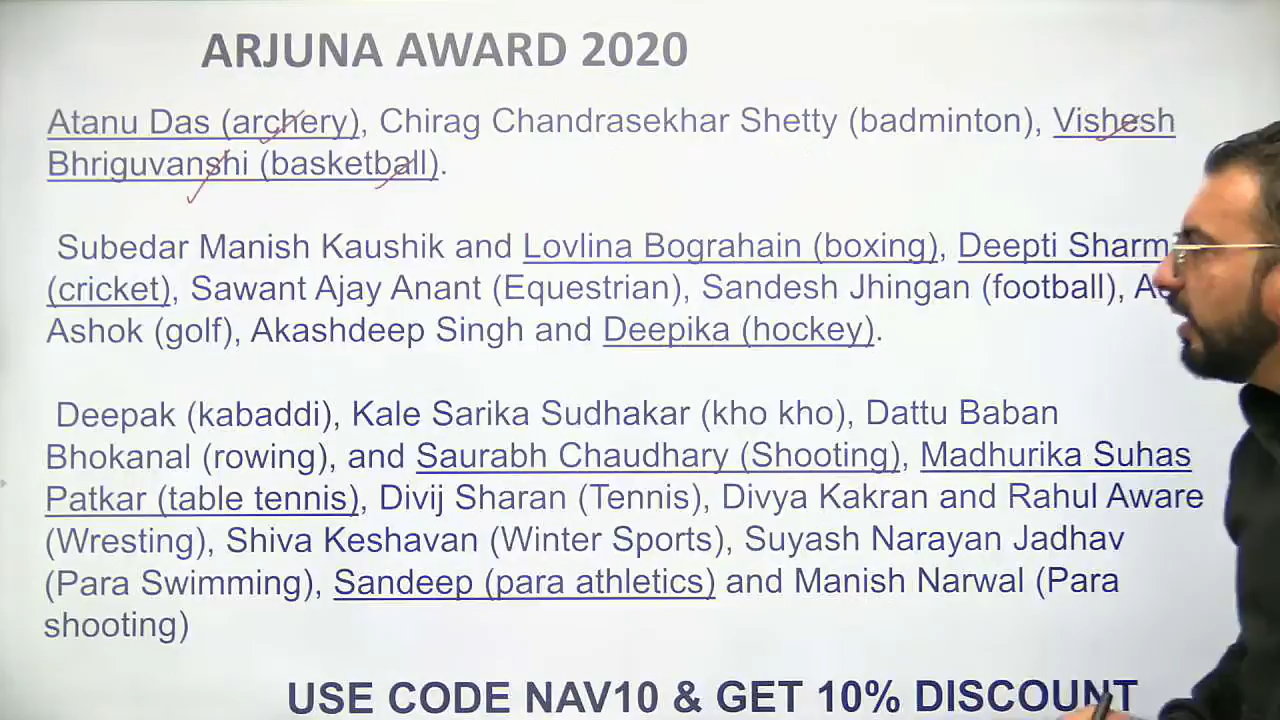 ARJUNA AWARD 2020
Atanu Das (archery), Chirag Chandrasekhar Shetty (badminton), Vishesh
Bhriguvanshi (basketball).
Subedar Manish Kaushik and Lovlina Bograhain (boxing), Deepti Sharm
(cricket), Sawant Ajay Anant (Equestrian), Sandesh Jhingan (football),
Ashok (golf), Akashdeep Singh and Deepika (hockey).
Deepak (kabaddi), Kale Sarika Sudhakar (kho kho), Dattu Baban
Bhokanal (rowing), and Saurabh Chaudhary (Shooting), Madhurika Suhas
Patkar (table tennis), Divij Sharan (Tennis), Divya Kakran and Rahul Aware
(Wresting), Shiva Keshavan (Winter Sports), Suyash Narayan Jadhav
(Para Swimming), Sandeep (para athletics) and Manish Narwal (Para
shooting)
USE CODE NAV10 & GET 10% DISCOUNT